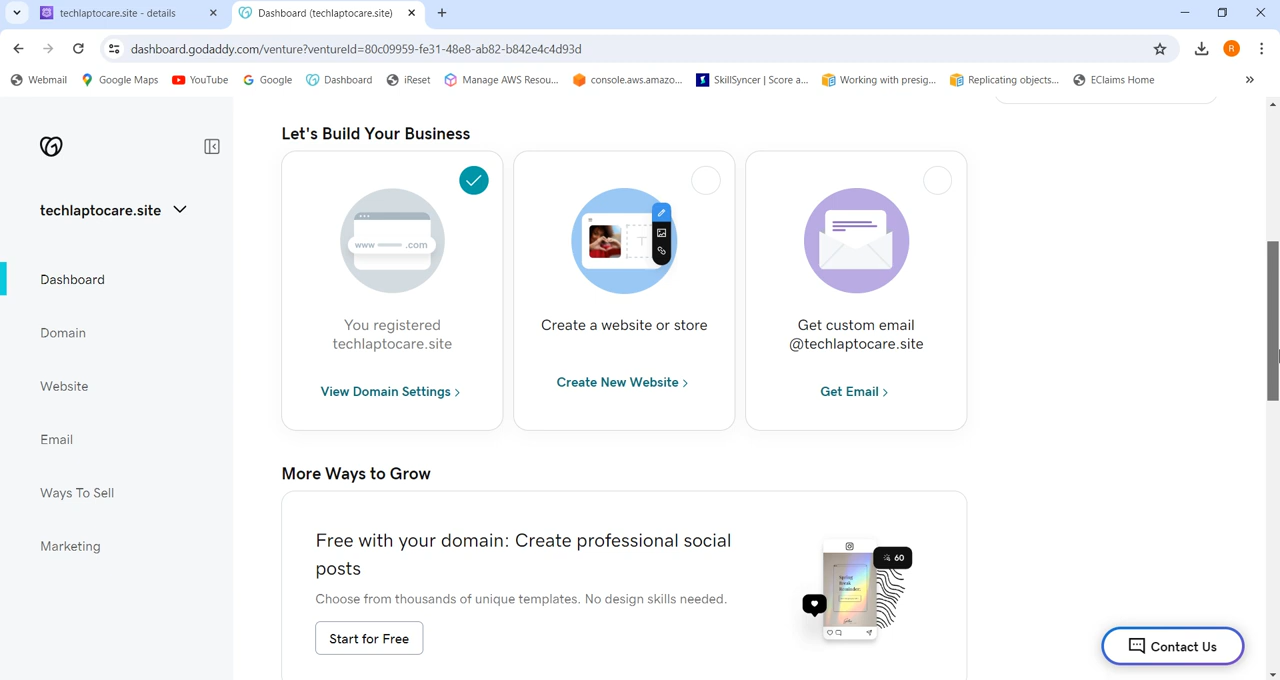 techlaptocare.site - details
Dashboard (techlaptocare.site)
dashboard.godaddy.com/venture?ventureId=80c09959-fe31-48e8-ab82-b842e4c4d93d
R
Webmail
Google Maps
YouTube
Google
Dashboard
iReset
Manage AWS Resou...
console.aws.amazo...
SkillSyncer | Score a...
Working with presig...
Replicating objects...
EClaims Home
techlaptocare.site
Dashboard
Domain
Website
Email
Ways To Sell
Marketing
Let's Build Your Business
www .com
You registered
techlaptocare.site
View Domain Settings
T
Create a website or store
Create New Website
Get custom email
@techlaptocare.site
Get Email
More Ways to Grow
Free with your domain: Create professional social
posts
Choose from thousands of unique templates. No design skills needed.
Start for Free
60
Spring
Break
Reminder:
Contact Us